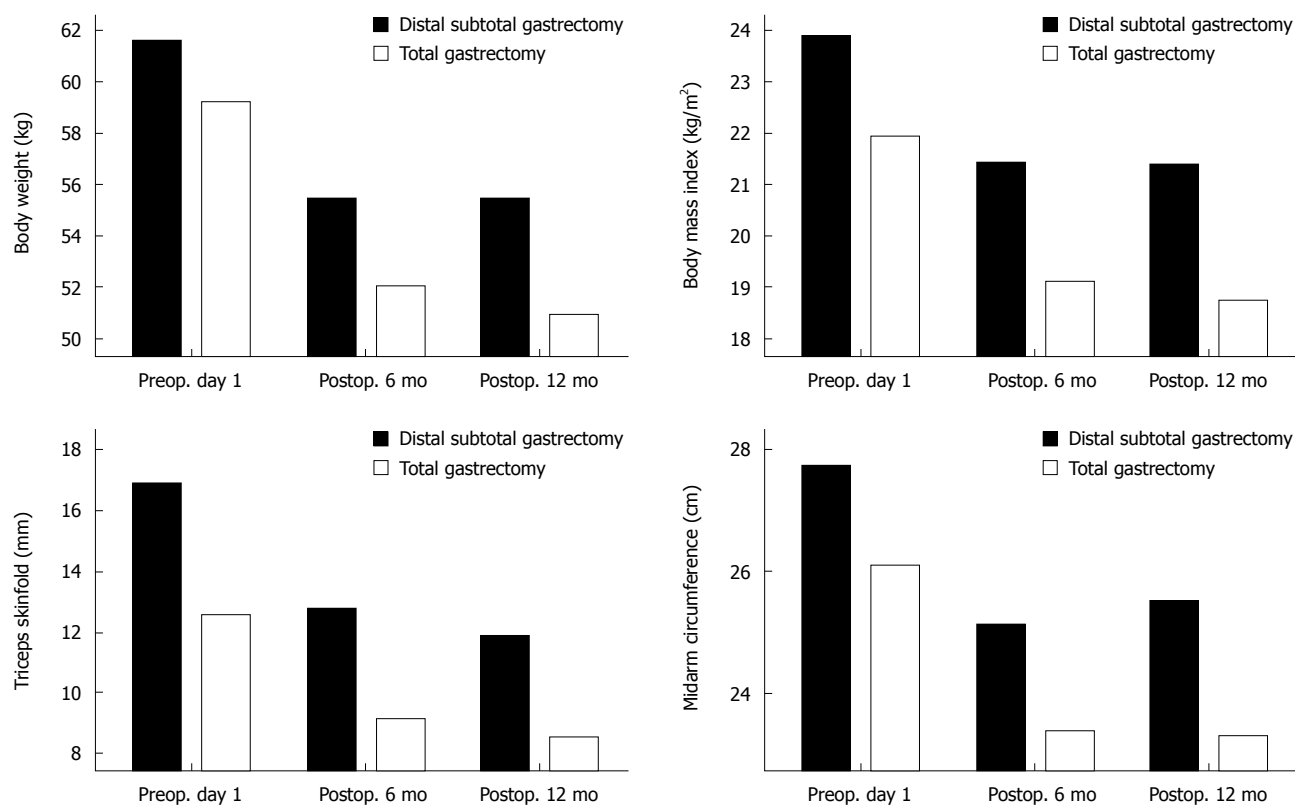 Body weight (kg)
62
60
58
56
54
52
50
Distal subtotal gastrectomy
Total gastrectomy
Preop. day 1
Postop. 6 mo
Postop. 12 mo
Body mass index (kg/m²)
24
23
22
21
20
19
18
Distal subtotal gastrectomy
Total gastrectomy
Preop. day 1
Postop. 6 mo
Postop. 12 mo
Triceps skinfold (mm)
18
16
14
12
10
8
Distal subtotal gastrectomy
Total gastrectomy
Preop. day 1
Postop. 6 mo
Postop. 12 mo
Midarm circumference (cm)
28
26
24
Distal subtotal gastrectomy
Total gastrectomy
Preop. day 1
Postop. 6 mo
Postop. 12 mo